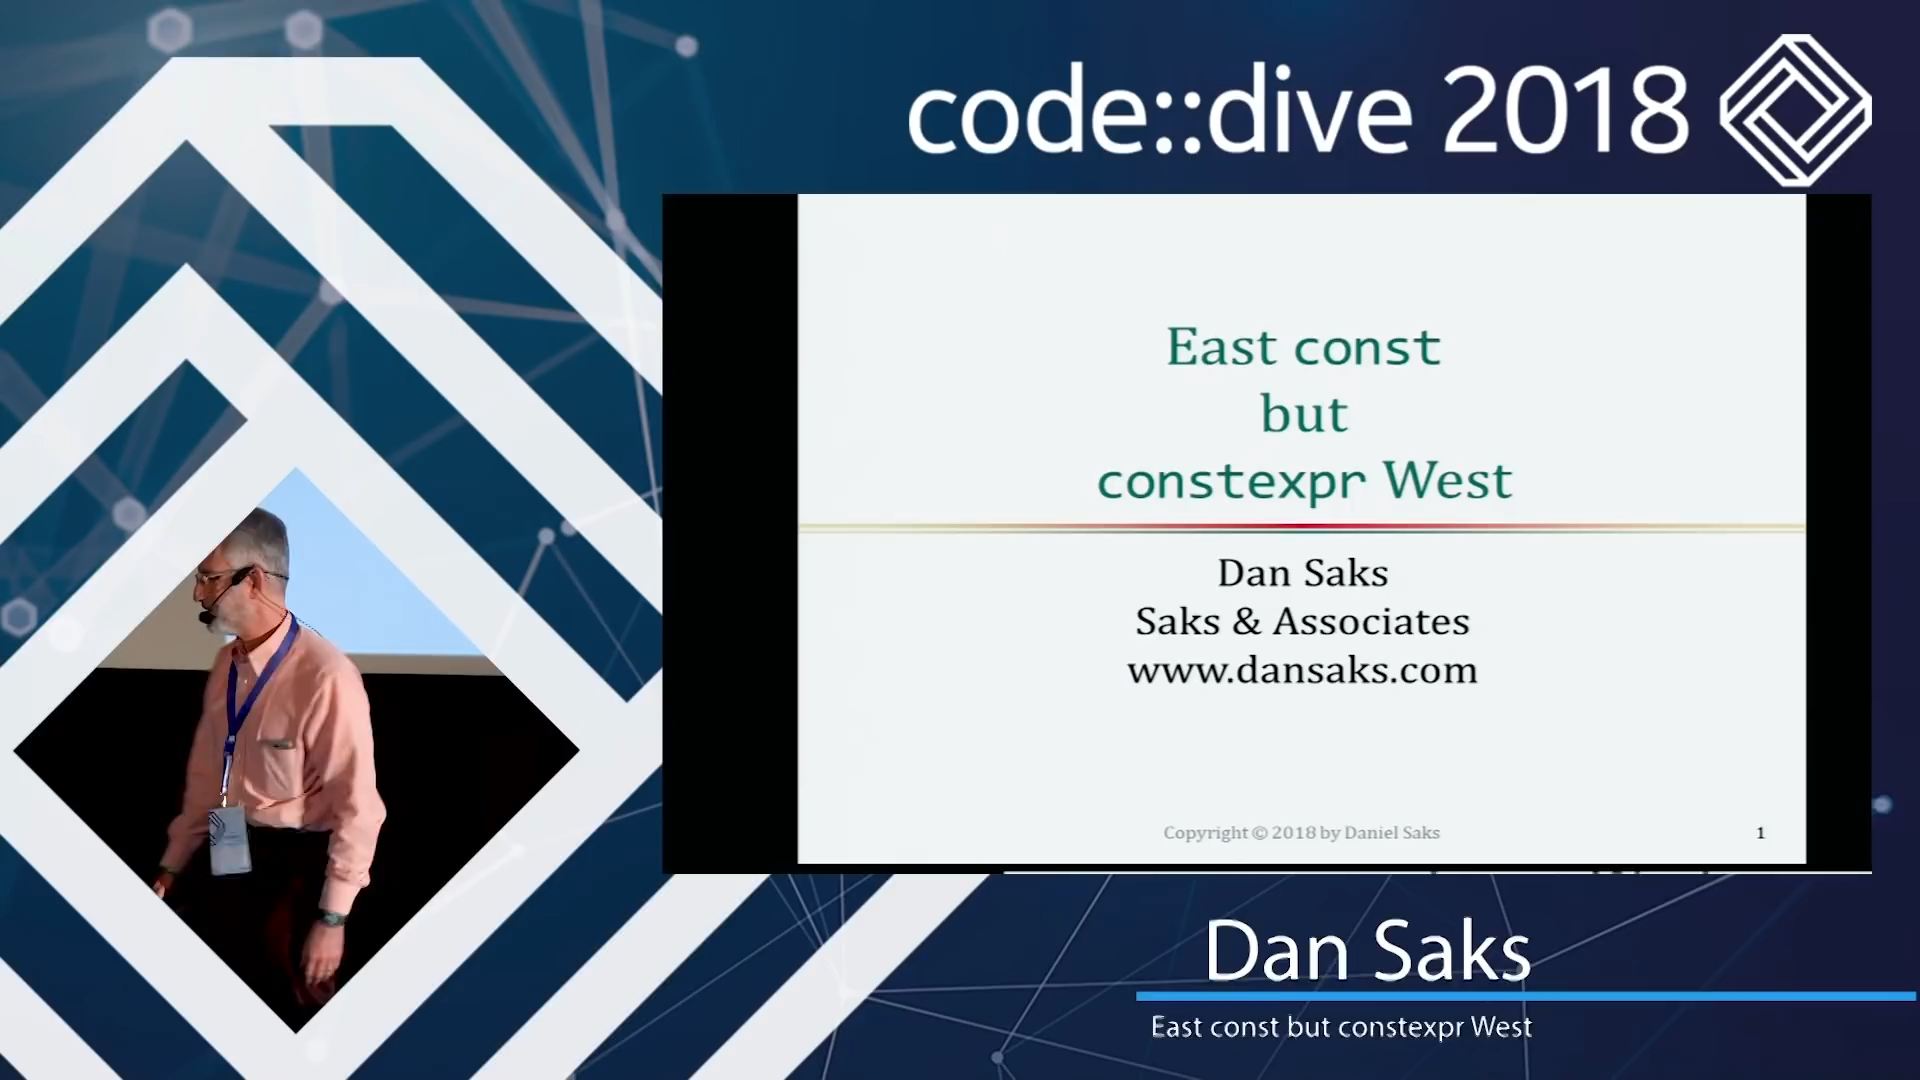 code::dive 2018
East const
but
constexpr West
Dan Saks
Saks & Associates
www.dansaks.com
Copyright © 2018 by Daniel Saks
1
Dan Saks
East const but constexpr West